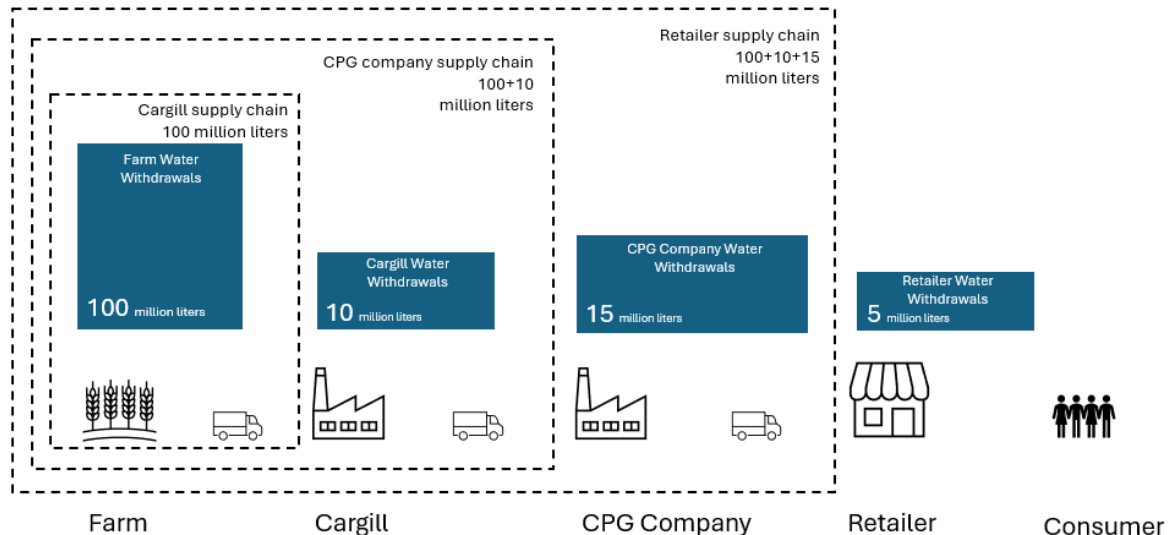 Retailer supply chain
100+10+15
million liters
CPG company supply chain
100+10
million liters
Cargill supply chain
100 million liters
Farm Water
Withdrawals
100 million liters
Cargill Water
Withdrawals
10 million liters
CPG Company Water
Withdrawals
15 million liters
Retailer Water
Withdrawals
5 million liters
Farm
Cargill
CPG Company
Retailer
Consumer